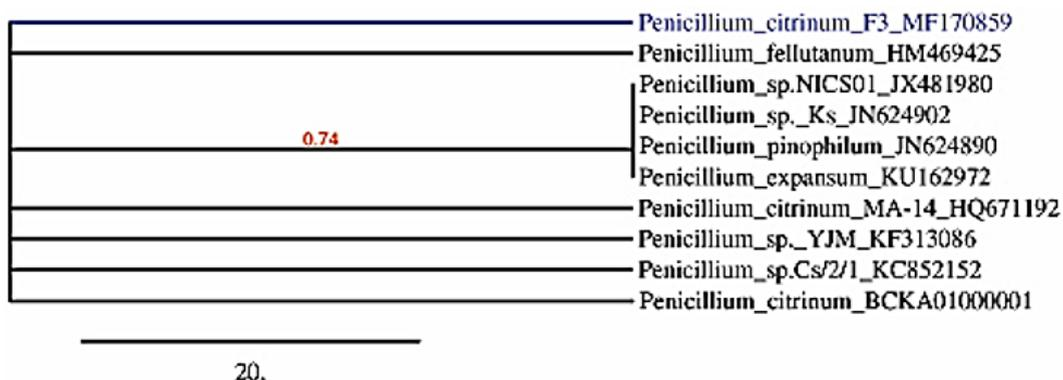 Penicillium_citrinum_F3_MF170859
Penicillium_fellutanum_HM469425
Penicillium_sp.NICS01_JX481980
Penicillium_sp._Ks_JN624902
0.74
Penicillium_pinophilum_JN624890
Penicillium_expansum_KU162972
Penicillium_citrinum_MA-14_HQ671192
Penicillium_sp._YJM_KF313086
Penicillium_sp.Cs/2/1_KC852152
Penicillium_citrinum_BCKA01000001
20.